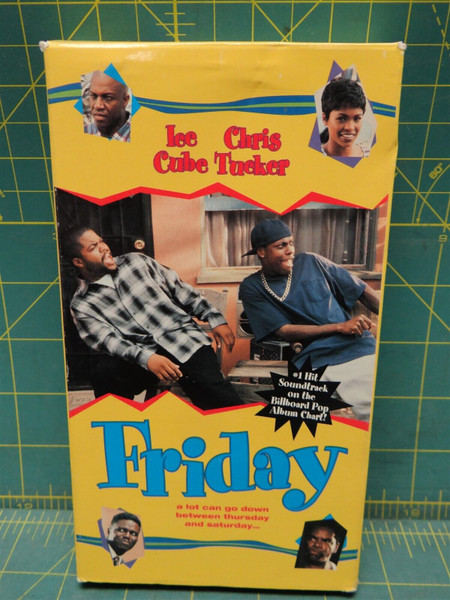 Ice Chris
Cube Tucker
#1 Hit
Soundtrack
on the
Billboard Pop
Album Chart!
Friday
a lot can go down
between thursday
and saturday...